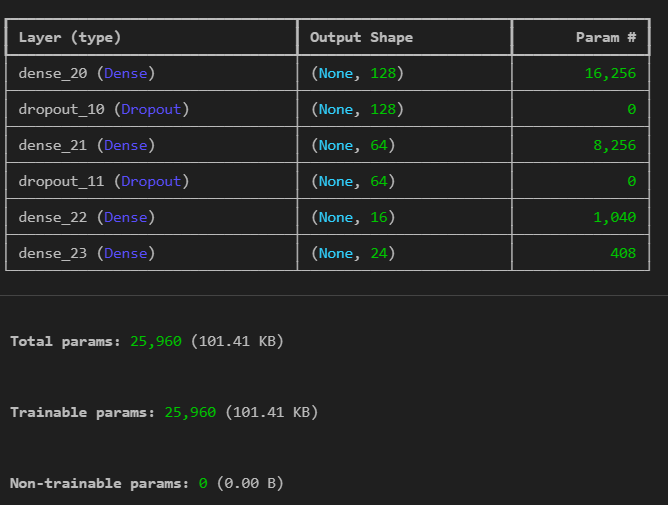 Layer (type) Output Shape Param #
dense_20 (Dense) (None, 128) 16,256
dropout_10 (Dropout) (None, 128) 0
dense_21 (Dense) (None, 64) 8,256
dropout_11 (Dropout) (None, 64) 0
dense_22 (Dense) (None, 16) 1,040
dense_23 (Dense) (None, 24) 408
Total params: 25,960 (101.41 KB)
Trainable params: 25,960 (101.41 KB)
Non-trainable params: 0 (0.00 B)